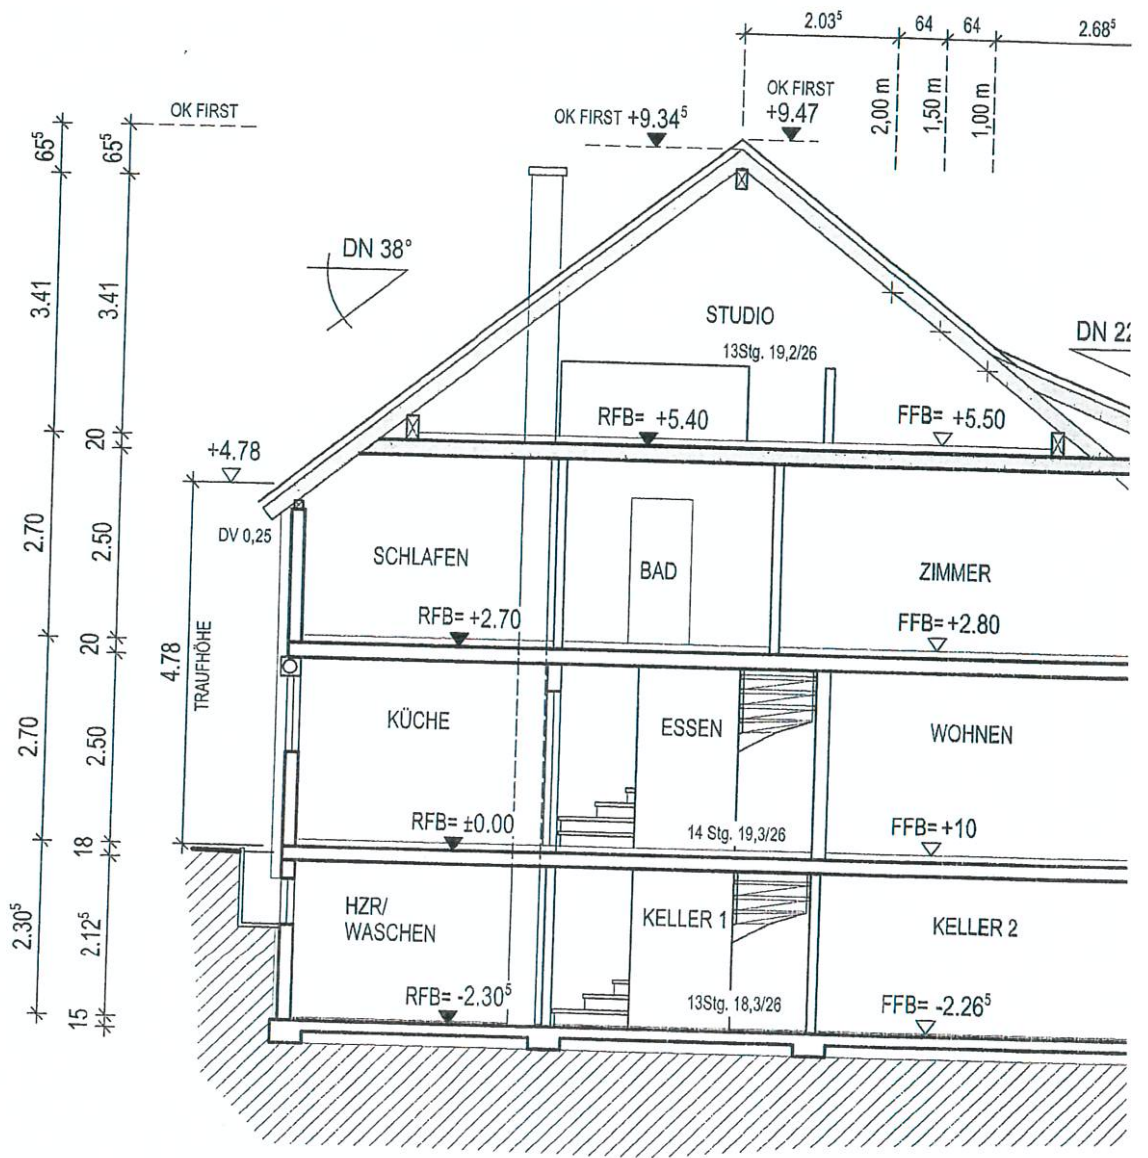 2.03⁵ 64 64 2.68⁵
2,00 m
1,50 m
1,00 m
OK FIRST
OK FIRST +9.34⁵
OK FIRST
+9.47
65⁵ 65⁵
DN 38°
3.41 3.41
STUDIO
13Stg. 19,2/26
DN 22
RFB= +5.40
FFB= +5.50
20
+4.78
2.70 2.50
DV 0,25
SCHLAFEN
BAD
ZIMMER
RFB= +2.70
FFB= +2.80
20
4.78
TRAUFHÖHE
2.70 2.50
KÜCHE
ESSEN
WOHNEN
RFB= ±0.00
14 Stg. 19,3/26
FFB= +10
18
2.30⁵ 2.12⁵
HZR/
WASCHEN
KELLER 1
KELLER 2
RFB= -2.30⁵
13Stg. 18,3/26
FFB= -2.26⁵
15